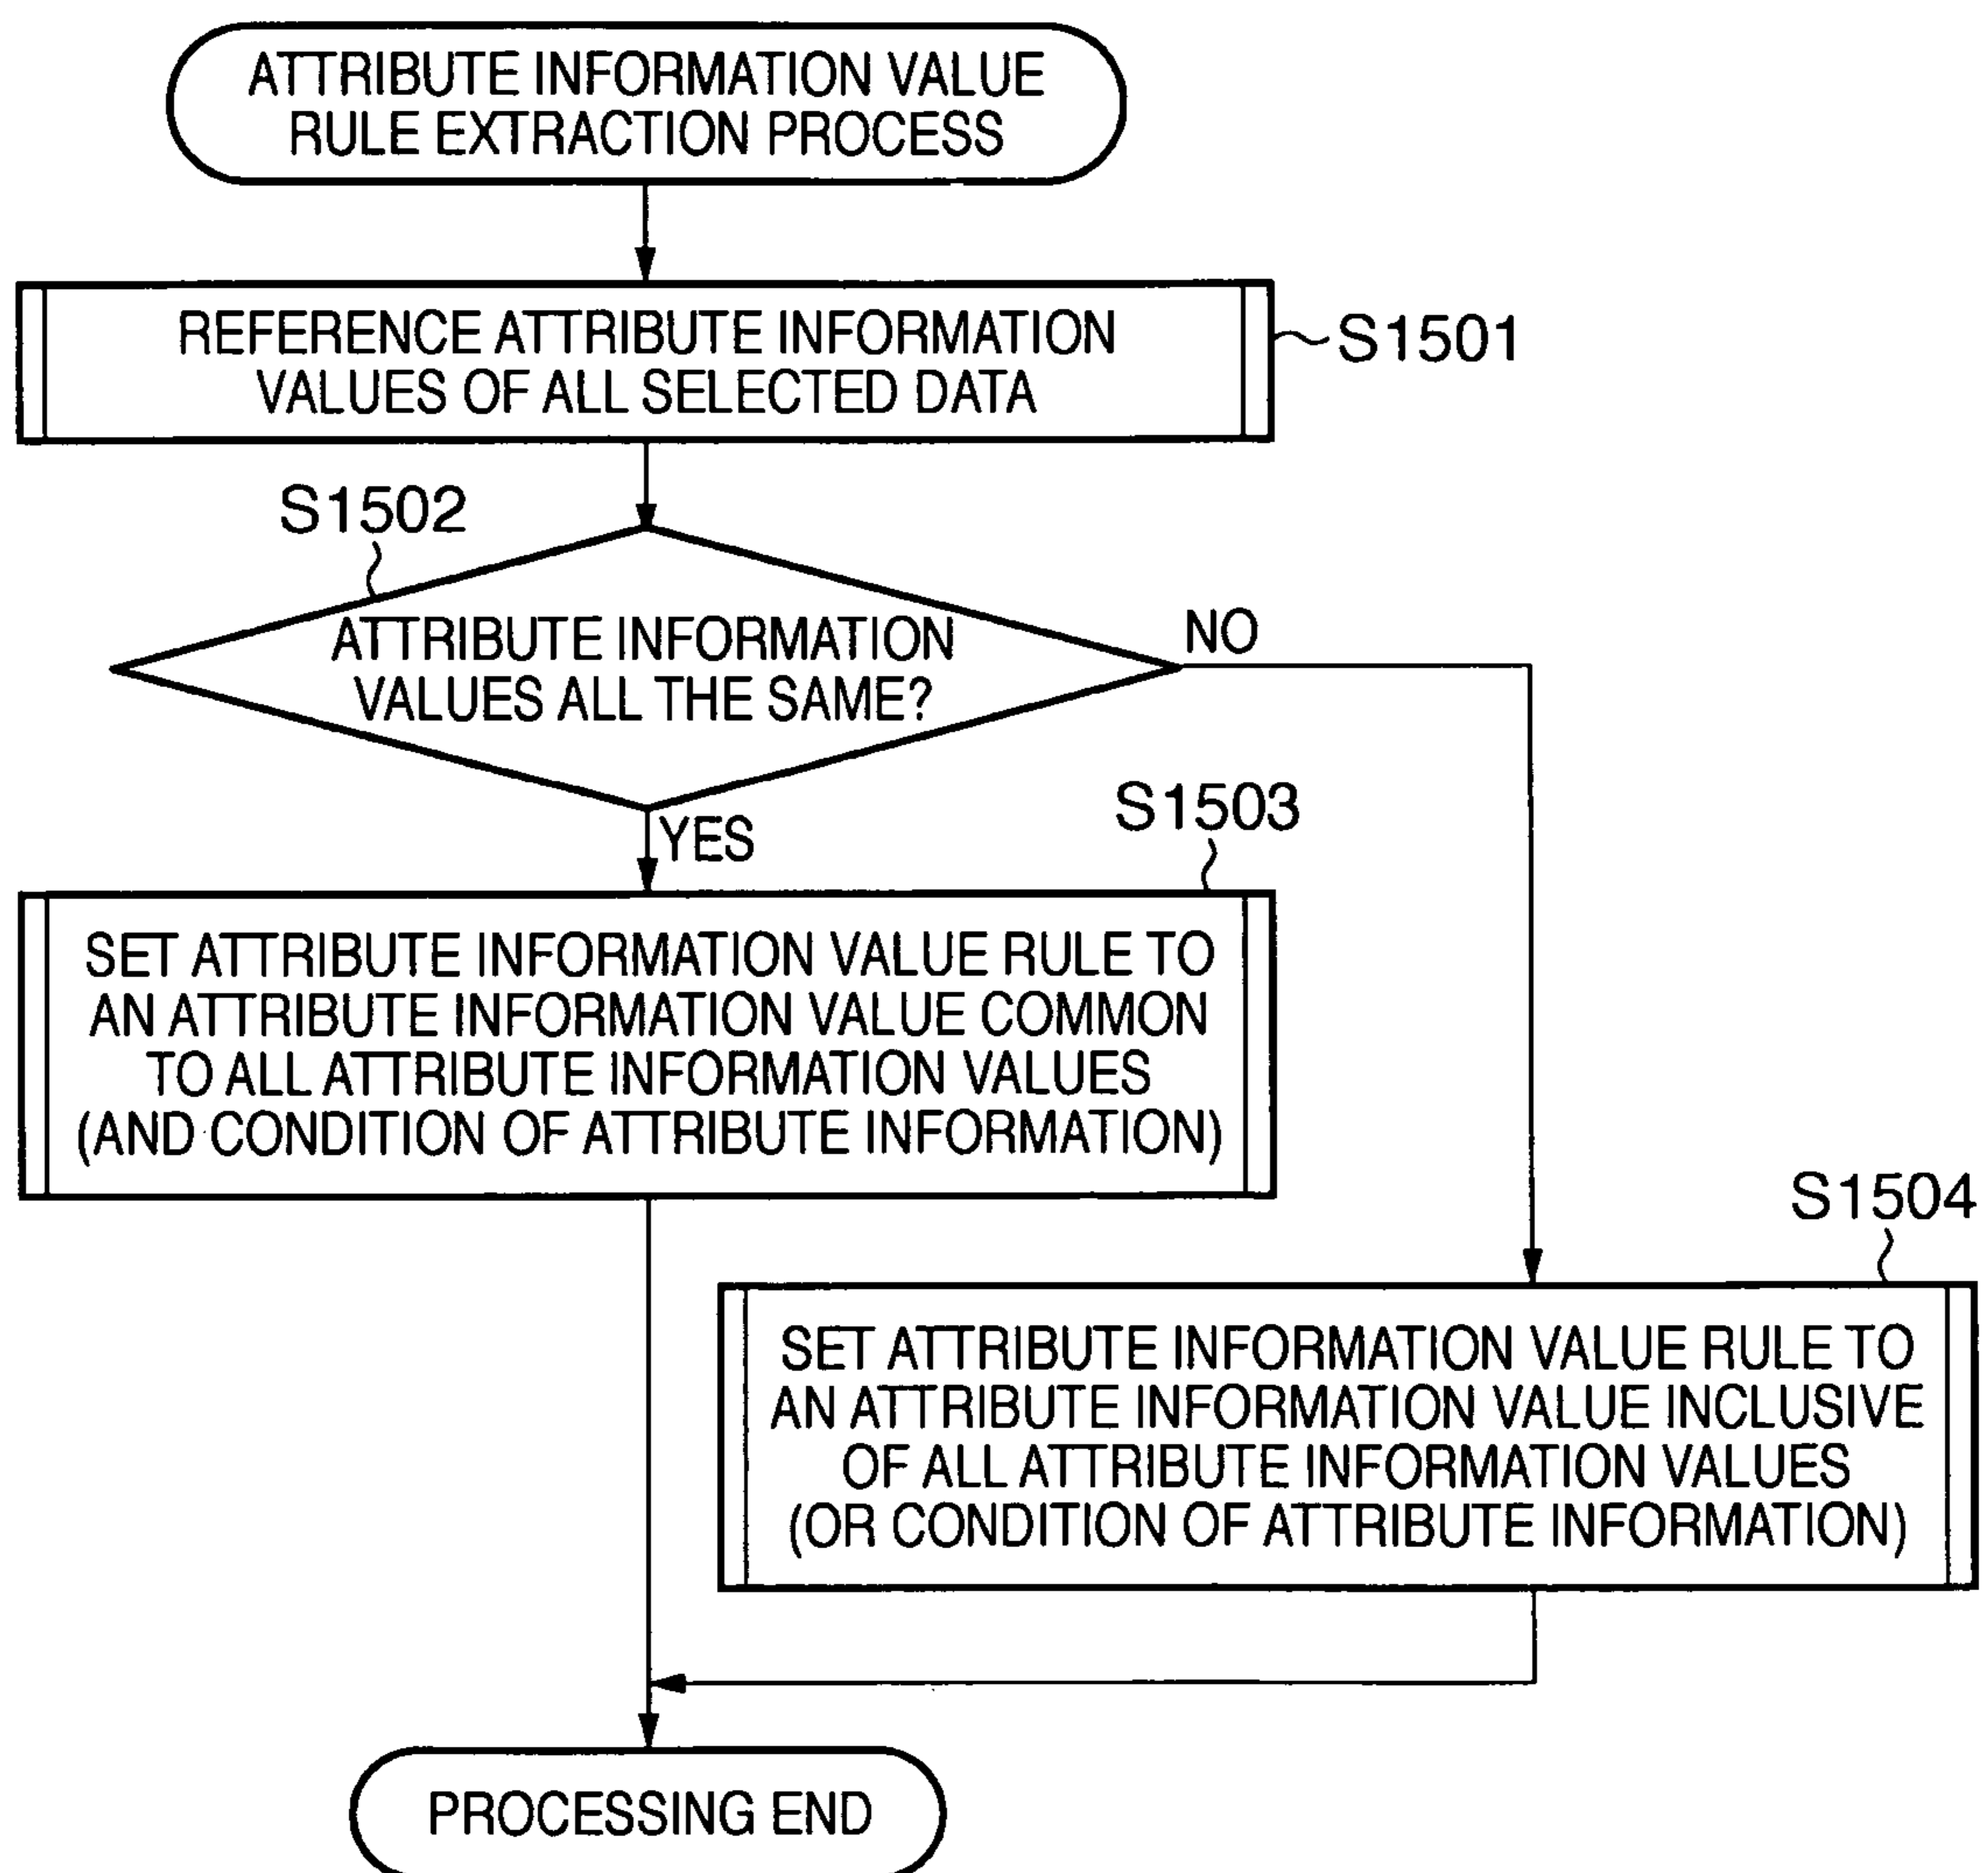 ATTRIBUTE INFORMATION VALUE
RULE EXTRACTION PROCESS
REFERENCE ATTRIBUTE INFORMATION
VALUES OF ALL SELECTED DATA
S1501
S1502
ATTRIBUTE INFORMATION
VALUES ALL THE SAME?
NO
YES
S1503
SET ATTRIBUTE INFORMATION VALUE RULE TO
AN ATTRIBUTE INFORMATION VALUE COMMON
TO ALL ATTRIBUTE INFORMATION VALUES
(AND CONDITION OF ATTRIBUTE INFORMATION)
S1504
SET ATTRIBUTE INFORMATION VALUE RULE TO
AN ATTRIBUTE INFORMATION VALUE INCLUSIVE
OF ALL ATTRIBUTE INFORMATION VALUES
(OR CONDITION OF ATTRIBUTE INFORMATION)
PROCESSING END